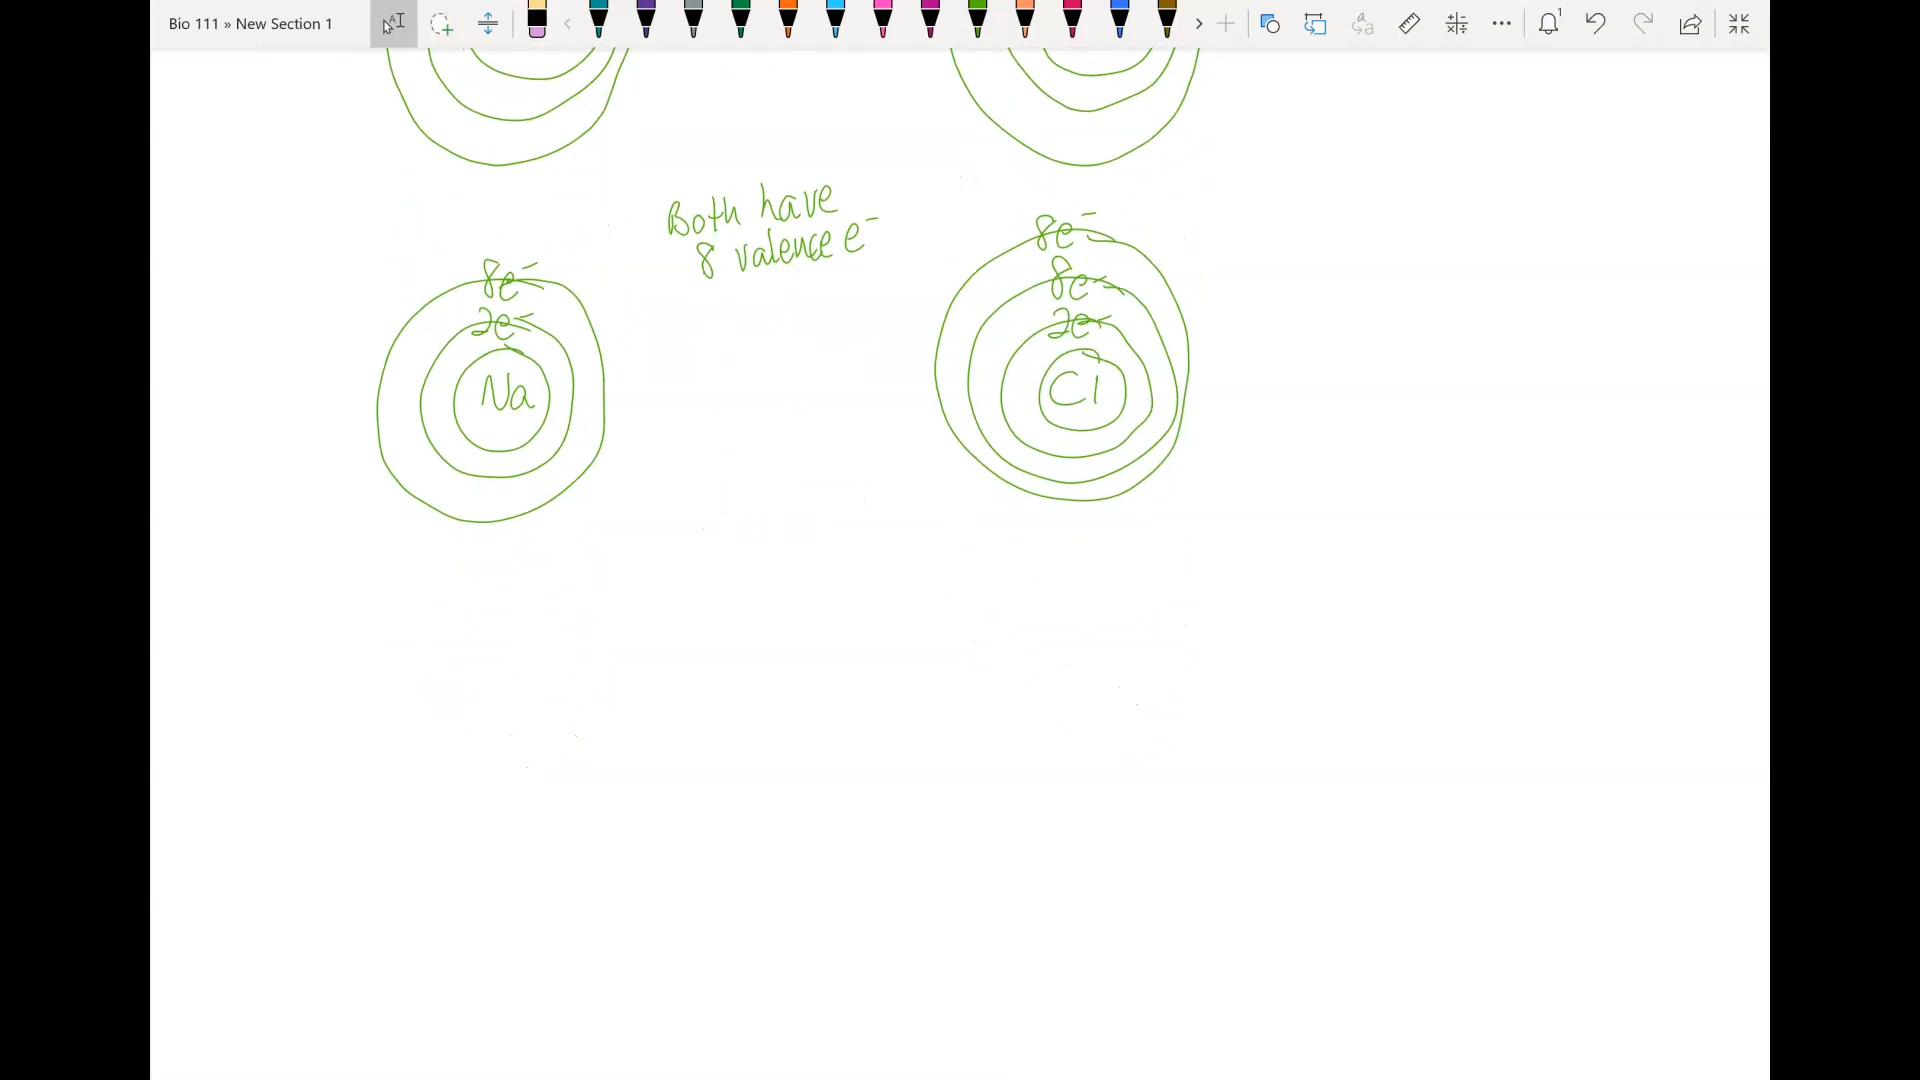 Bio 111 » New Section 1
Both have
8 valence e⁻
8e⁻
8e⁻
8e⁻
2e⁻
2e⁻
Na
Cl